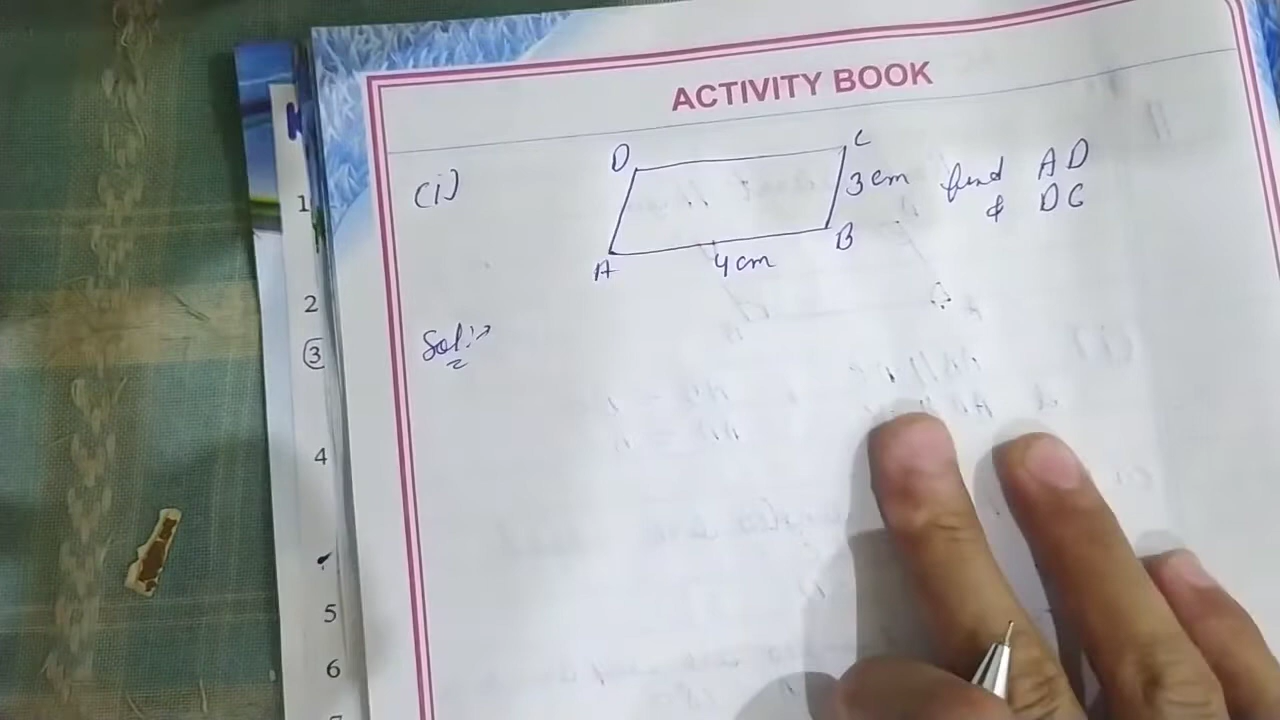 ACTIVITY BOOK
(i)
D
C
3 cm
find AD
& DC
A
4 cm
B
Sol:->
K
1
2
3
4
5
6